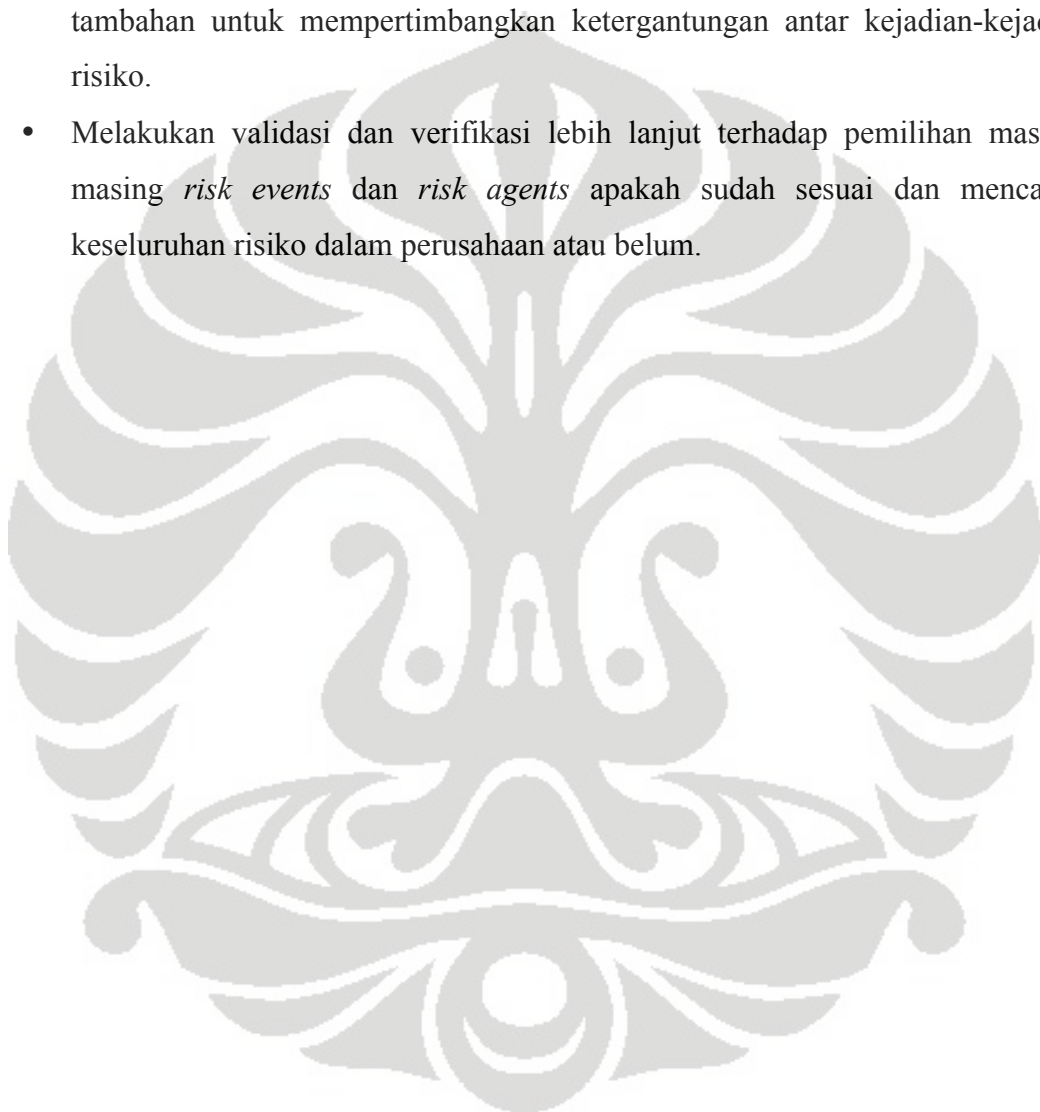 tambahan untuk mempertimbangkan ketergantungan antar kejadian-kejac
risiko.
• Melakukan validasi dan verifikasi lebih lanjut terhadap pemilihan mas
masing risk events dan risk agents apakah sudah sesuai dan menca
keseluruhan risiko dalam perusahaan atau belum.